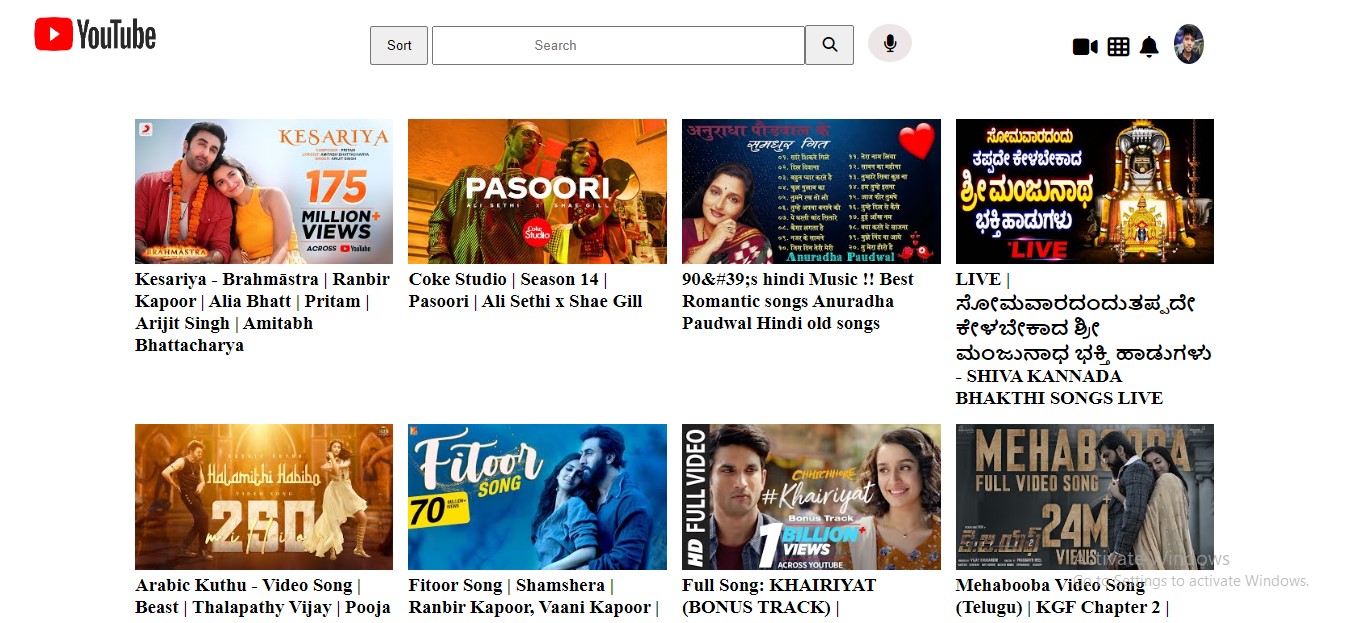 YouTube
Sort
Search
KESARIYA
175
MILLION+
VIEWS
ACROSS YouTube
BRAHMĀSTRA
PASOORI
ALI SETHI x SHAE GILL
Coke Studio
अनुराधा पौडवाल के
सुमधुर गित
Anuradha Paudwal
ಸೋಮವಾರದಂದು
ತಪ್ಪದೇ ಕೇಳಬೇಕಾದ
ಶ್ರೀ ಮಂಜುನಾಥ
ಭಕ್ತಿಹಾಡುಗಳು
LIVE
Kesariya - Brahmāstra | Ranbir
Kapoor | Alia Bhatt | Pritam |
Arijit Singh | Amitabh
Bhattacharya
Coke Studio | Season 14 |
Pasoori | Ali Sethi x Shae Gill
90&#39;s hindi Music !! Best
Romantic songs Anuradha
Paudwal Hindi old songs
LIVE |
ಸೋಮವಾರದಂದುತಪ್ಪದೇ
ಕೇಳಬೇಕಾದ ಶ್ರೀ
ಮಂಜುನಾಧ ಭಕ್ತಿ ಹಾಡುಗಳು
- SHIVA KANNADA
BHAKTHI SONGS LIVE
Halamithi Habibo
VIDEO SONG
250
Fitoor
SONG
70 MILLION+
VIEWS
HD FULL VIDEO
CHHICHHORE
#Khairiyat
Bonus Track
1 BILLION+
VIEWS
ACROSS YOUTUBE
MEHABOOBA
FULL VIDEO SONG
24M
VIEWS
Arabic Kuthu - Video Song |
Beast | Thalapathy Vijay | Pooja
Fitoor Song | Shamshera |
Ranbir Kapoor, Vaani Kapoor |
Full Song: KHAIRIYAT
(BONUS TRACK) |
Mehabooba Video Song
(Telugu) | KGF Chapter 2 |
Activate Windows
Go to Settings to activate Windows.